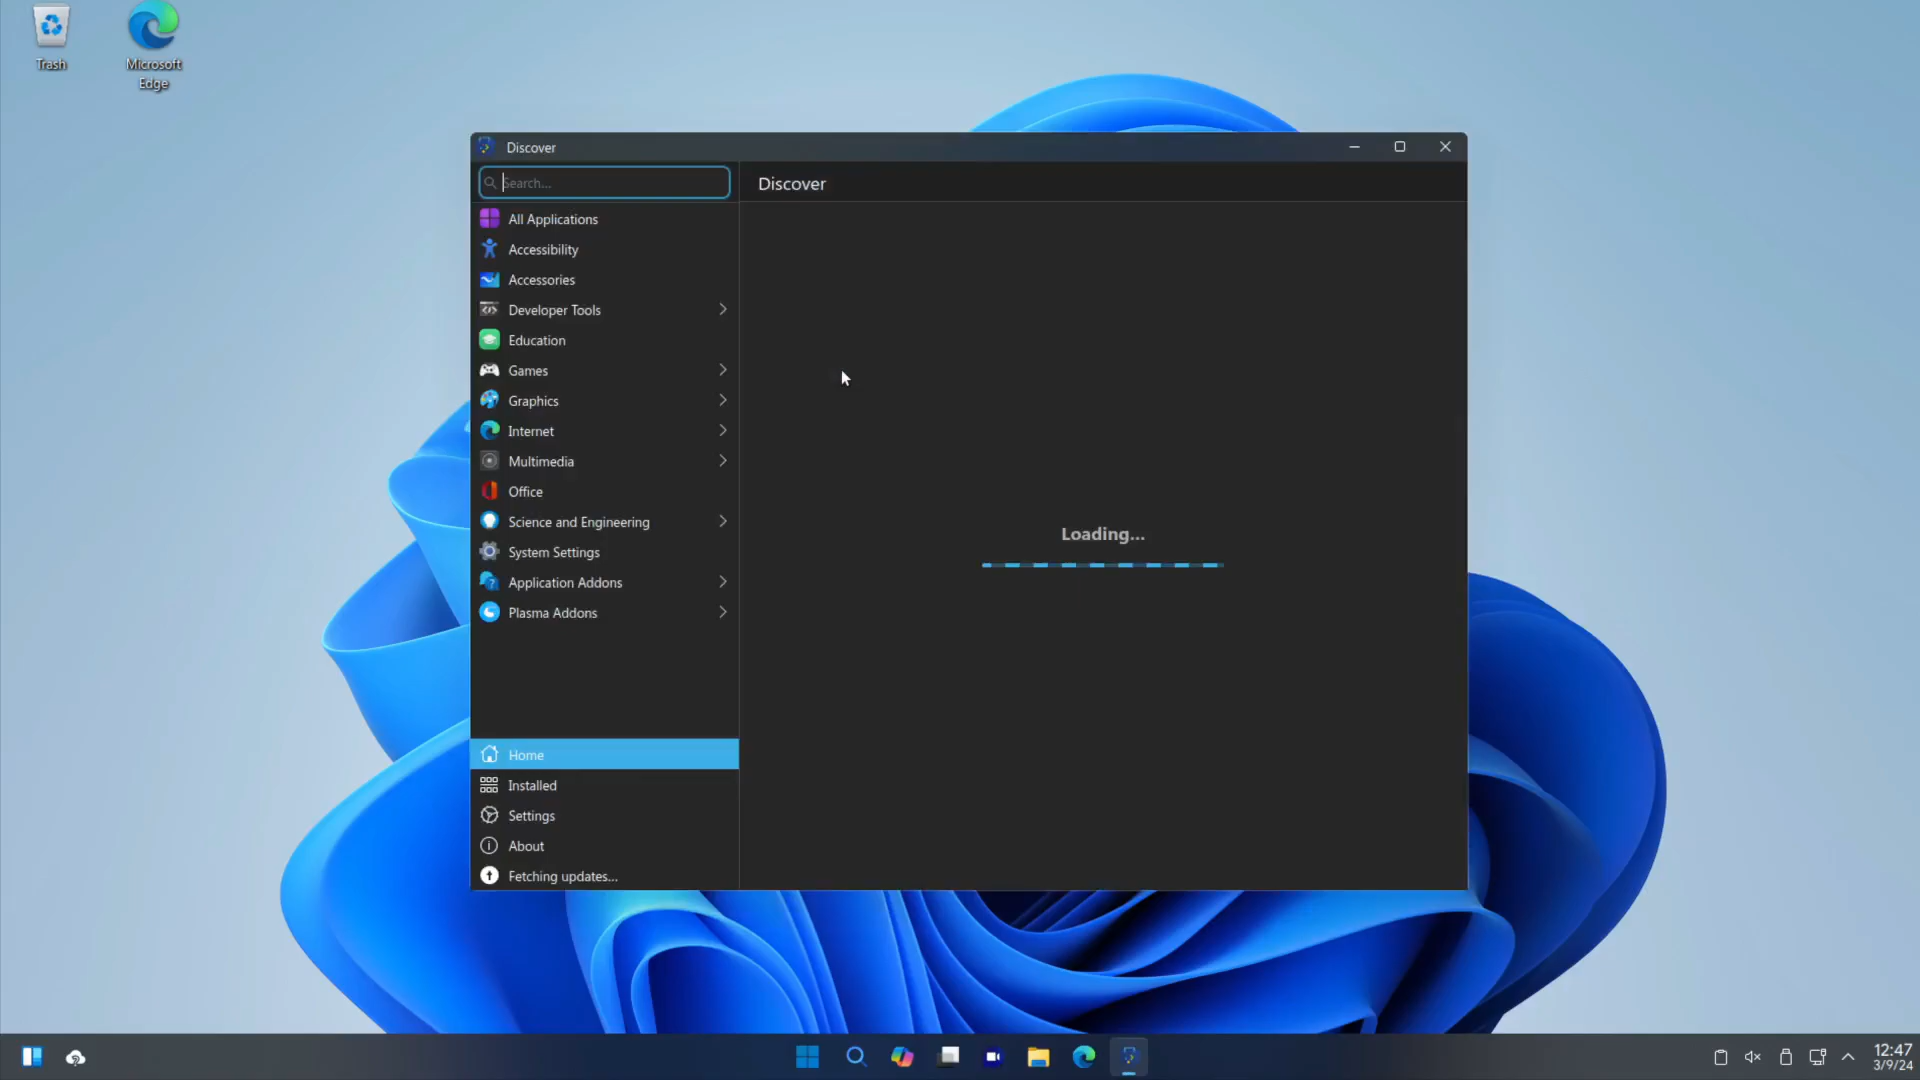 Trash
Microsoft
Edge
Discover
Search...
Discover
All Applications
Accessibility
Accessories
Developer Tools
Education
Games
Graphics
Internet
Multimedia
Office
Science and Engineering
System Settings
Application Addons
Plasma Addons
Loading...
Home
Installed
Settings
About
Fetching updates...
12:47
3/9/24